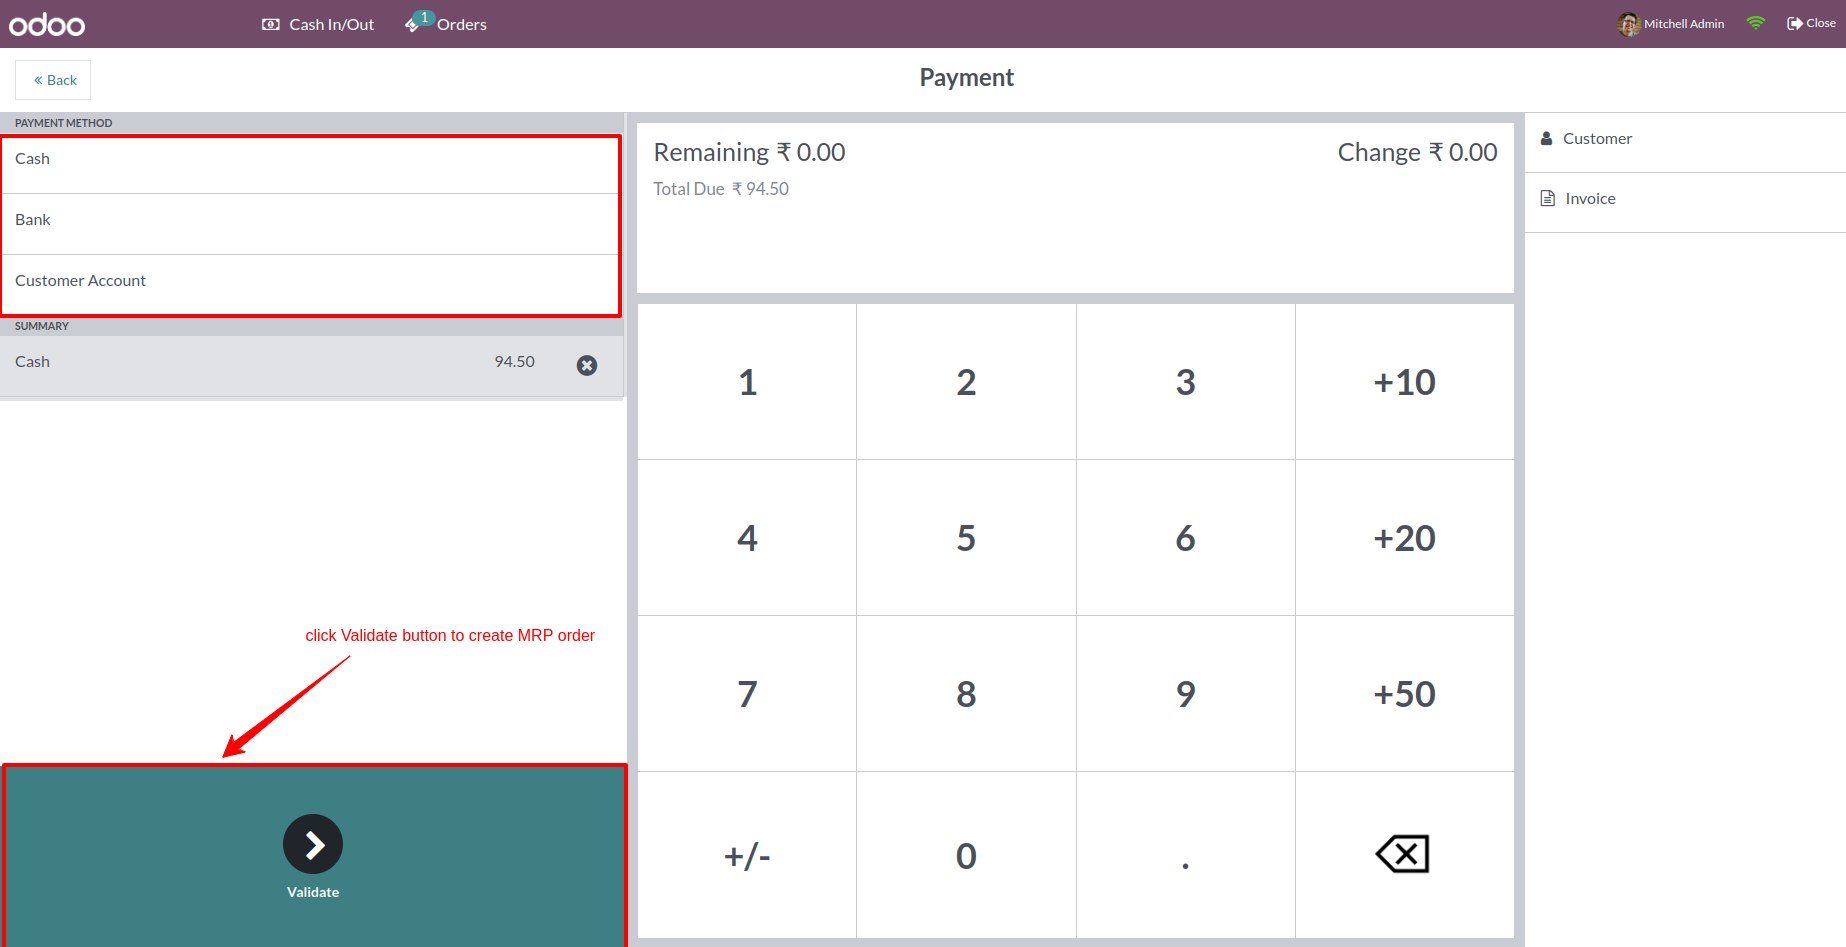 odoo
Cash In/Out
1
Orders
Mitchell Admin
Close
« Back
Payment
PAYMENT METHOD
Cash
Bank
Customer Account
SUMMARY
Cash 94.50
click Validate button to create MRP order
Validate
Remaining ₹ 0.00
Change ₹ 0.00
Total Due ₹ 94.50
1 2 3 +10
4 5 6 +20
7 8 9 +50
+/- 0 .
Customer
Invoice